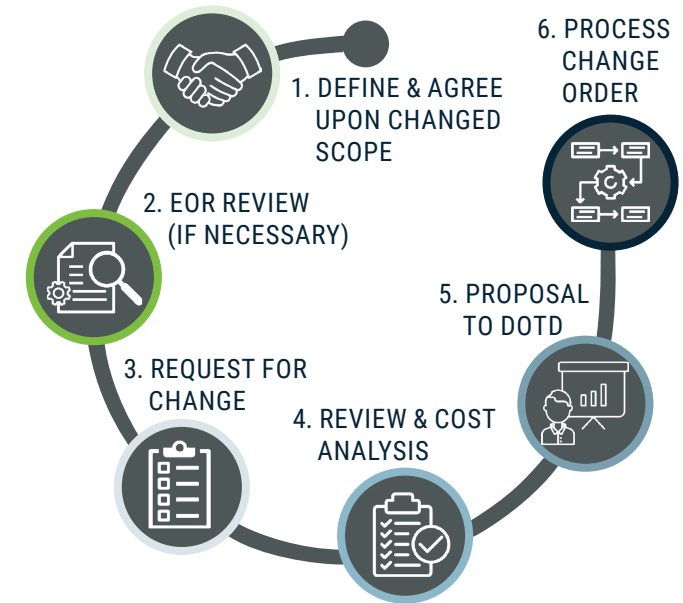 1. DEFINE & AGREE
UPON CHANGED
SCOPE
2. EOR REVIEW
(IF NECESSARY)
3. REQUEST FOR
CHANGE
4. REVIEW & COST
ANALYSIS
5. PROPOSAL
TO DOTD
6. PROCESS
CHANGE
ORDER